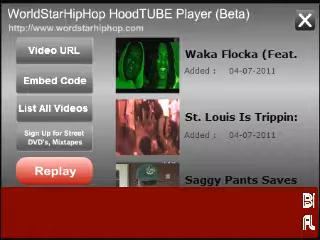 WorldStarHipHop HoodTUBE Player (Beta)
http://www.wordstarhiphop.com
Video URL
Embed Code
List All Videos
Sign Up for Street
DVD's, Mixtapes
Replay
Waka Flocka (Feat.
Added : 04-07-2011
St. Louis Is Trippin:
Added : 04-07-2011
Saggy Pants Saves